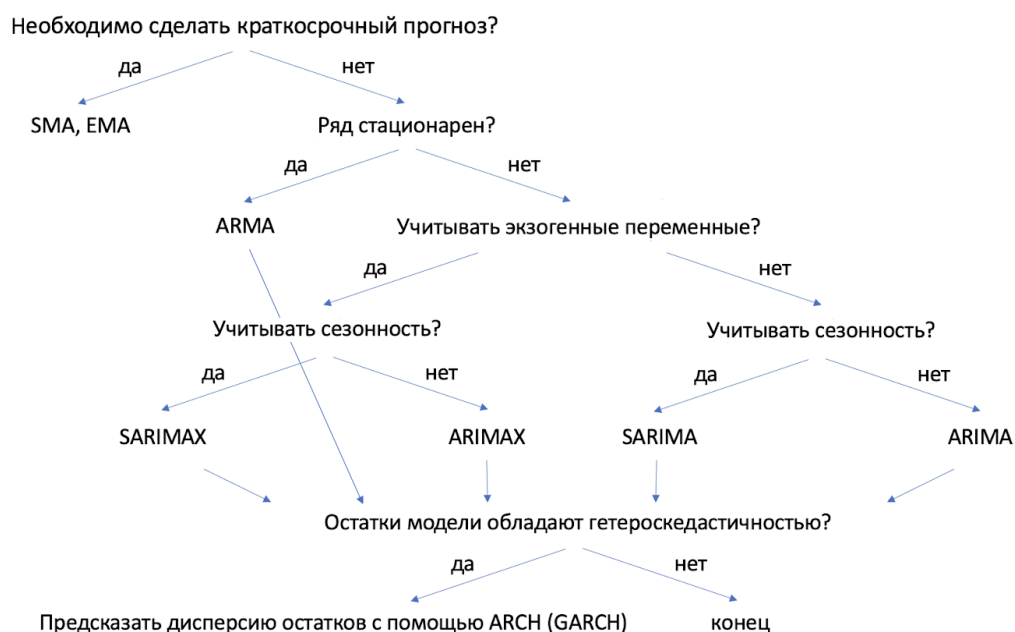 Необходимо сделать краткосрочный прогноз?
да нет
SMA, EMA Ряд стационарен?
да нет
ARMA Учитывать экзогенные переменные?
да нет
Учитывать сезонность? Учитывать сезонность?
да нет да нет
SARIMAX ARIMAX SARIMA ARIMA
Остатки модели обладают гетероскедастичностью?
да нет
Предсказать дисперсию остатков с помощью ARCH (GARCH) конец